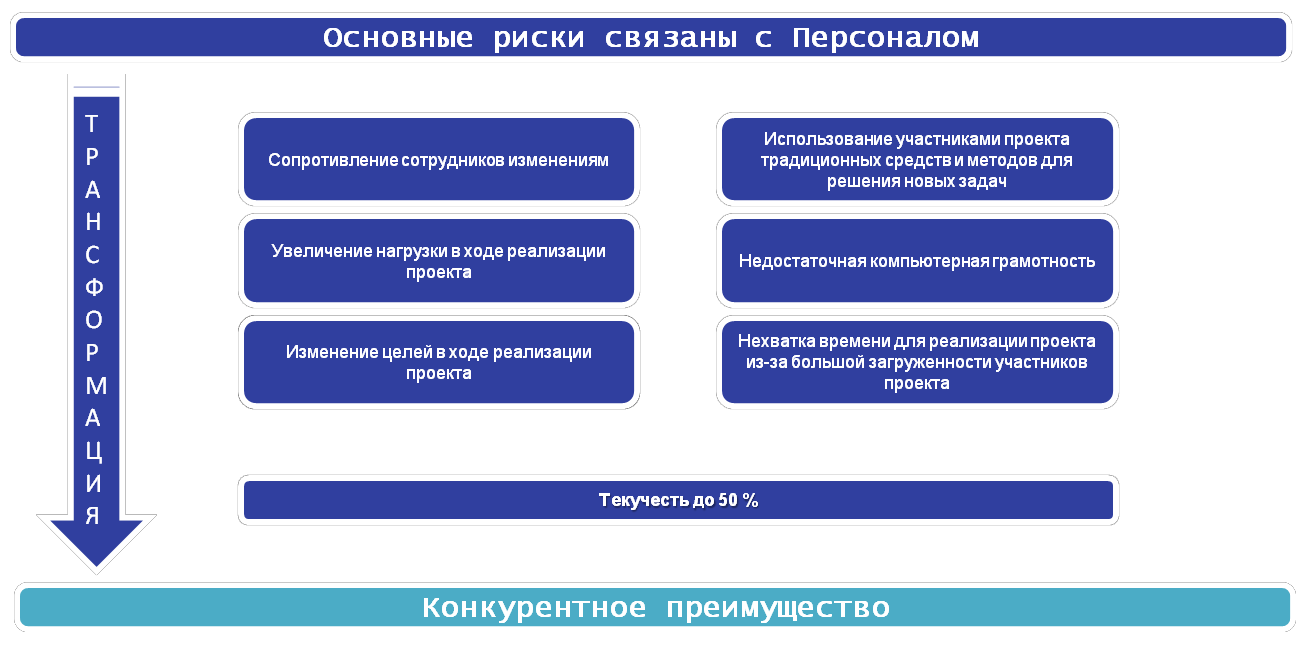 Основные риски связаны с Персоналом
ТРАНСФОРМАЦИЯ
Сопротивление сотрудников изменениям
Использование участниками проекта
традиционных средств и методов для
решения новых задач
Увеличение нагрузки в ходе реализации
проекта
Недостаточная компьютерная грамотность
Изменение целей в ходе реализации
проекта
Нехватка времени для реализации проекта
из-за большой загруженности участников
проекта
Текучесть до 50 %
Конкурентное преимущество